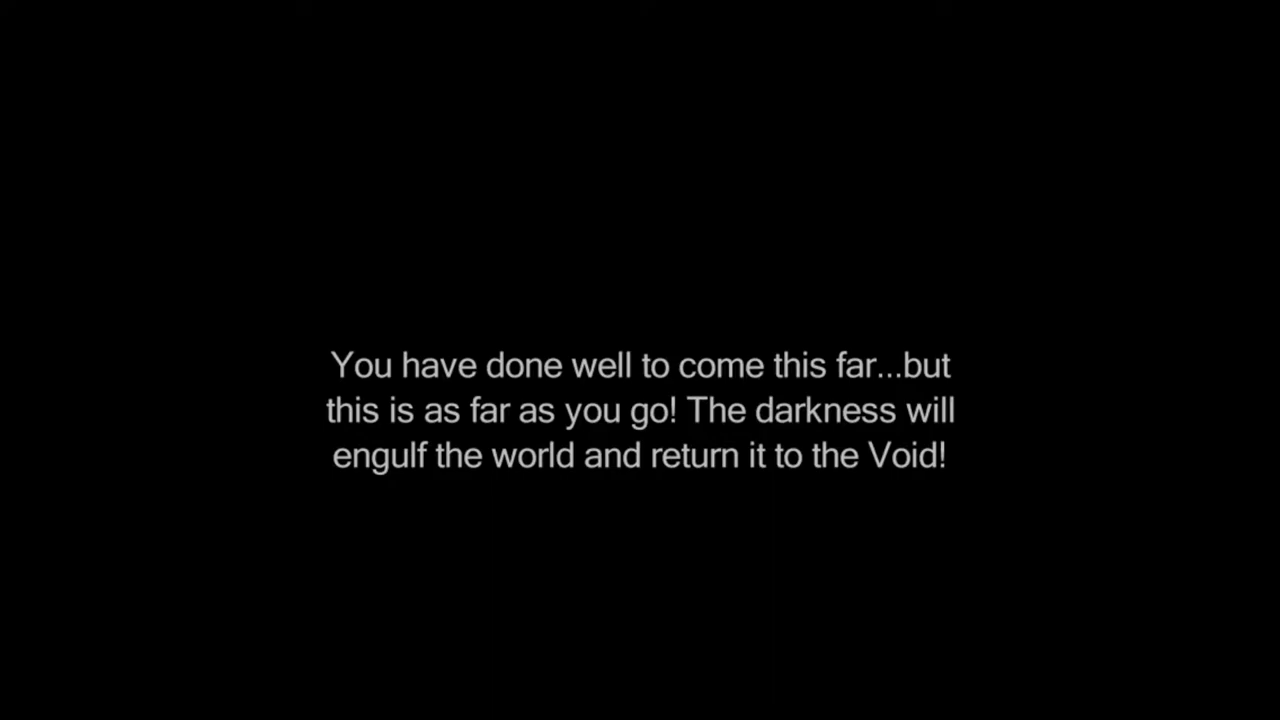 You have done well to come this far...but
this is as far as you go! The darkness will
engulf the world and return it to the Void!